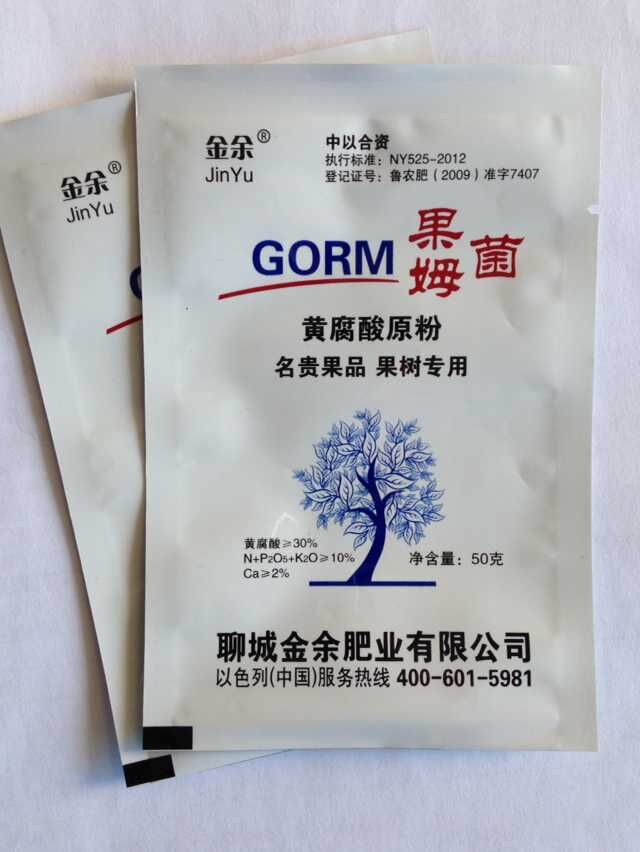 金余®
JinYu
中以合资
执行标准：NY525-2012
登记证号：鲁农肥（2009）准字7407
GORM 果姆菌
黄腐酸原粉
名贵果品 果树专用
黄腐酸≥30%
N+P2O5+K2O≥10%
Ca≥2%
净含量：50克
聊城金余肥业有限公司
以色列(中国)服务热线 400-601-5981
金余®
JinYu